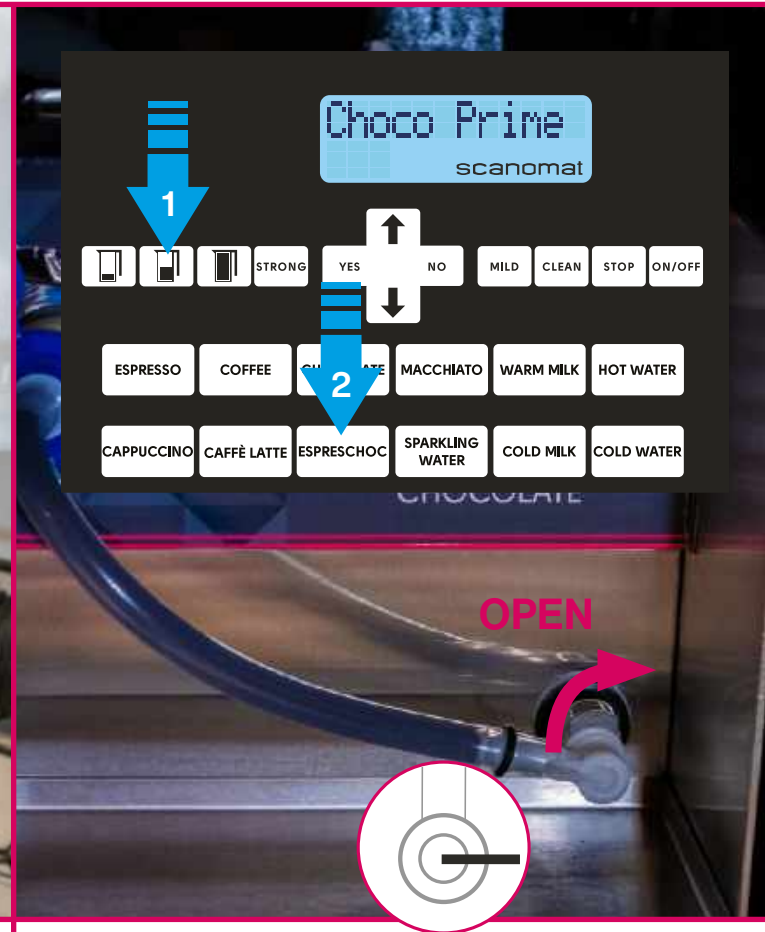 Choco Prime
scanomat
1
STRONG
YES
NO
MILD
CLEAN
STOP
ON/OFF
2
ESPRESSO
COFFEE
MACCHIATO
WARM MILK
HOT WATER
CAPPUCCINO
CAFFÈ LATTE
ESPRESCHOC
SPARKLING
WATER
COLD MILK
COLD WATER
CHOCOLATE
OPEN